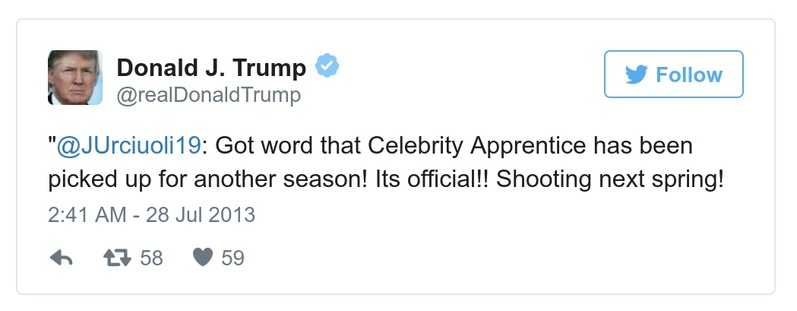 Donald J. Trump
Follow
@realDonaldTrump
"@JUrciuoli19: Got word that Celebrity Apprentice has been
picked up for another season! Its official!! Shooting next spring!
2:41 AM - 28 Jul 2013
58 59